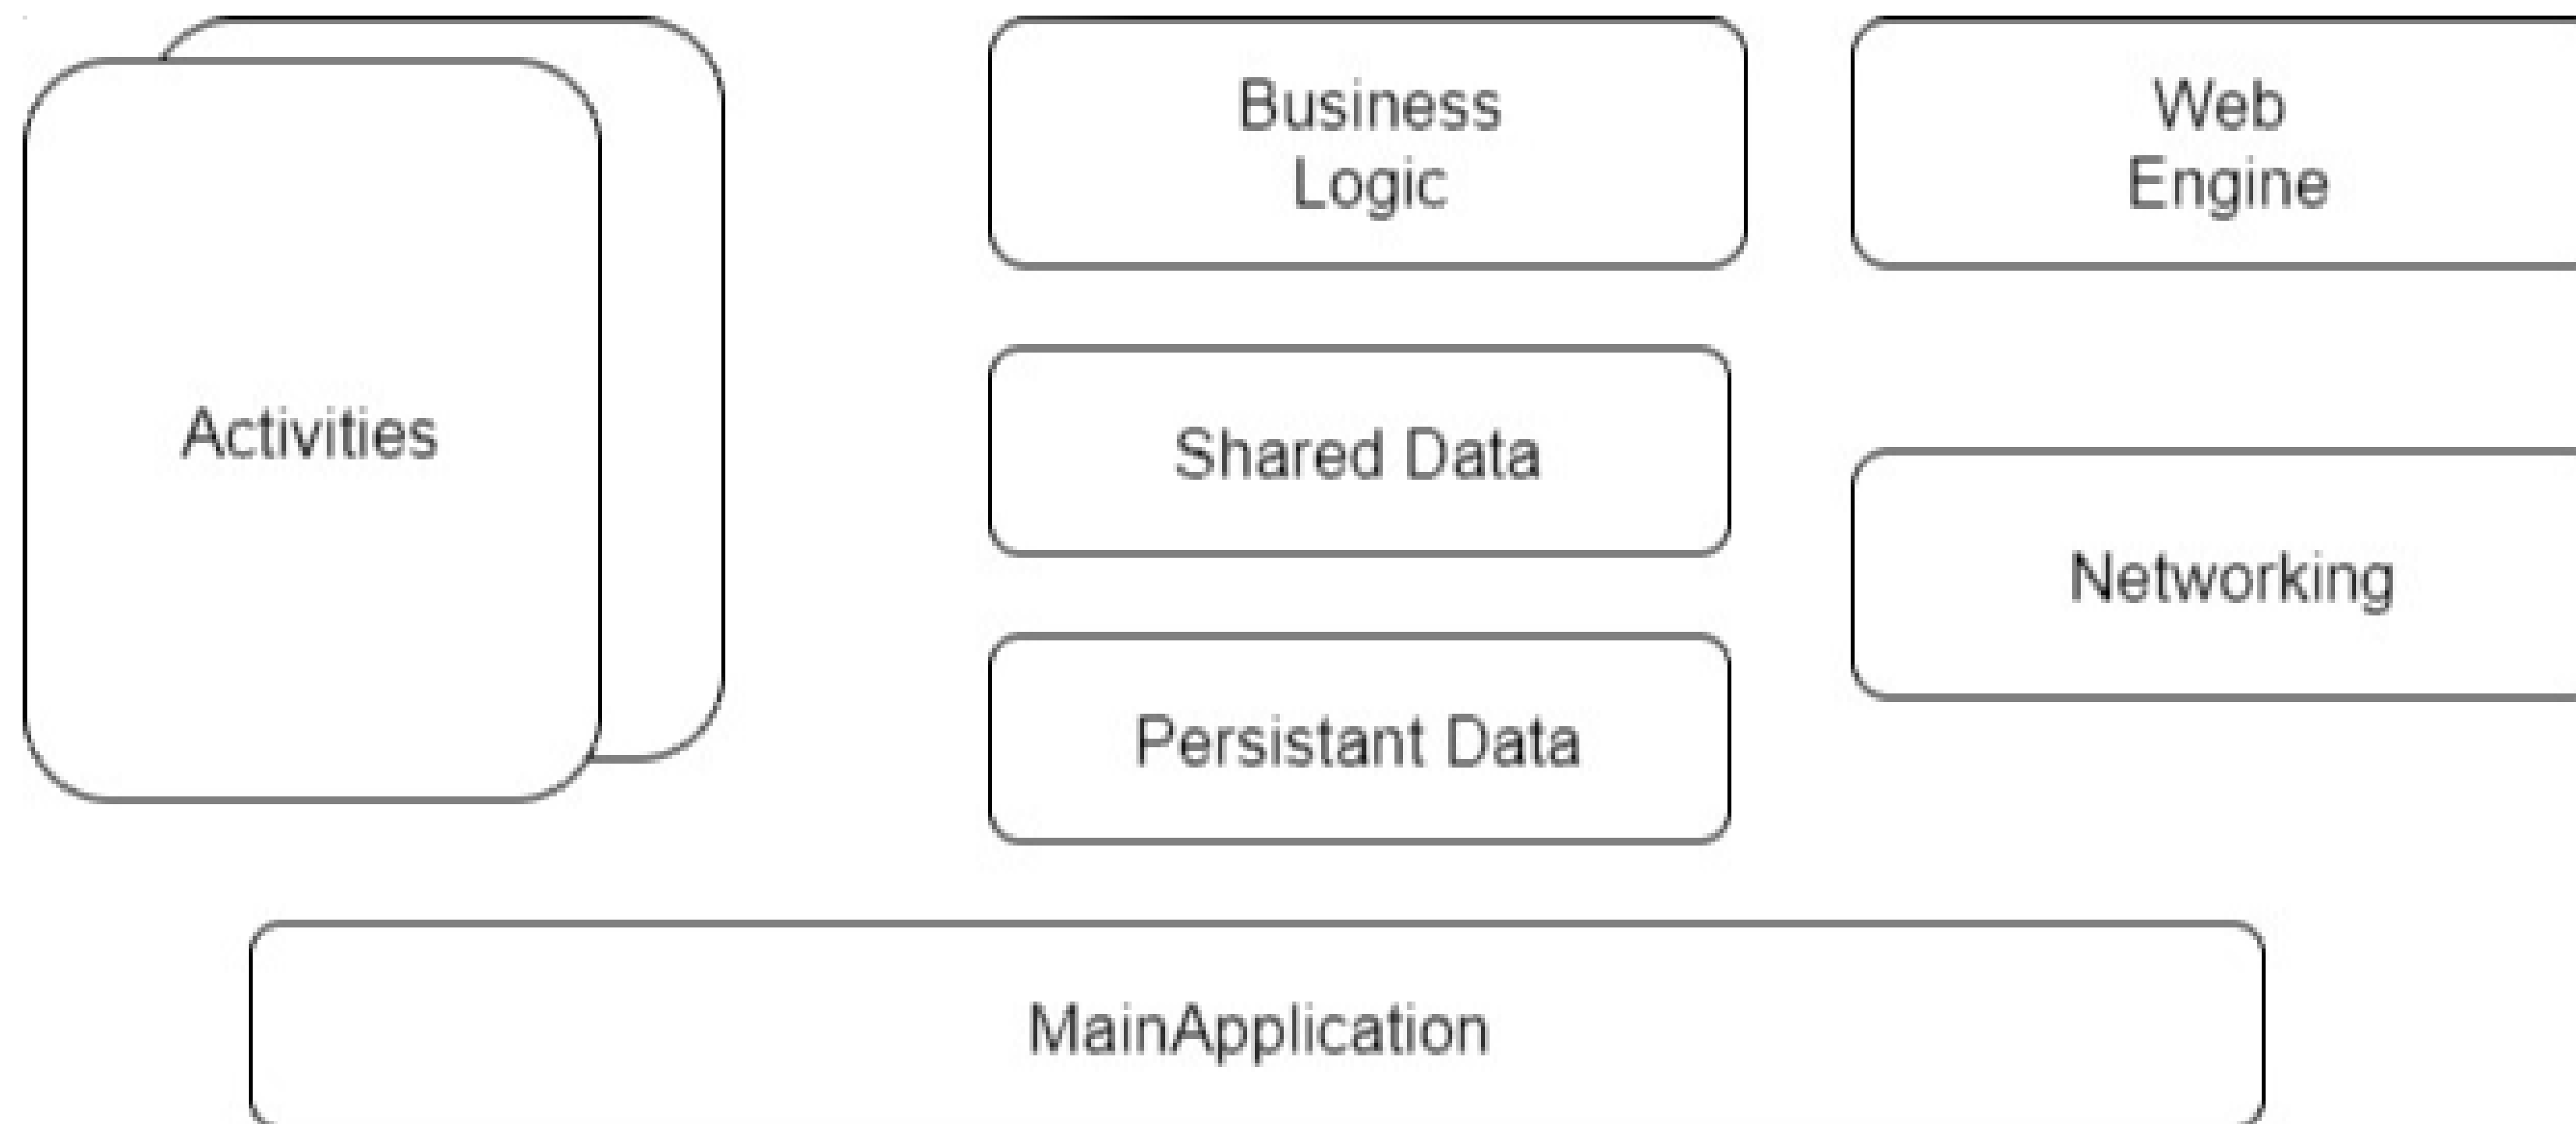 Business
Logic
Web
Engine
Activities
Shared Data
Networking
Persistant Data
MainApplication